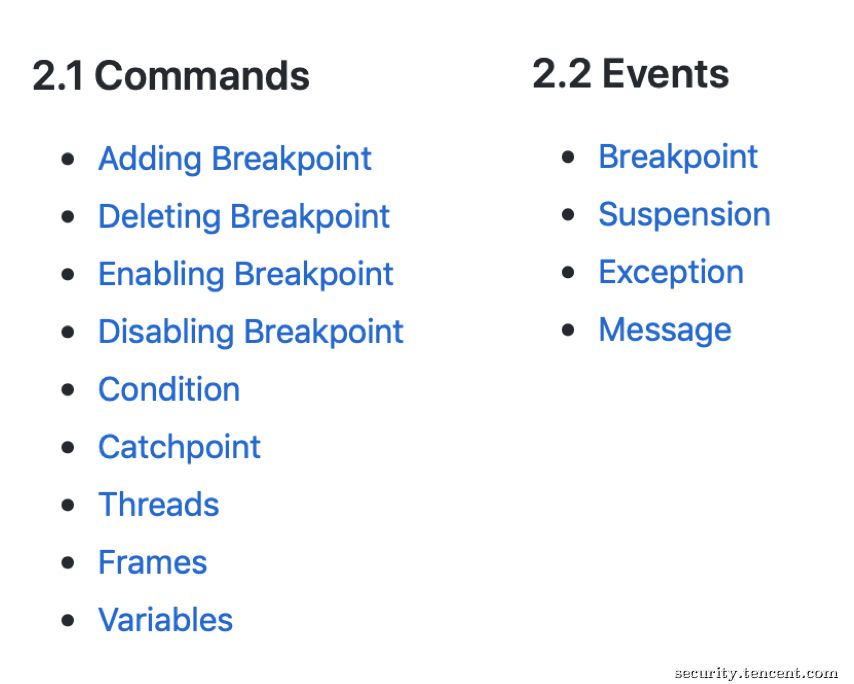 2.1 Commands
Adding Breakpoint
Deleting Breakpoint
Enabling Breakpoint
Disabling Breakpoint
Condition
Catchpoint
Threads
Frames
Variables
2.2 Events
Breakpoint
Suspension
Exception
Message
security.tencent.com